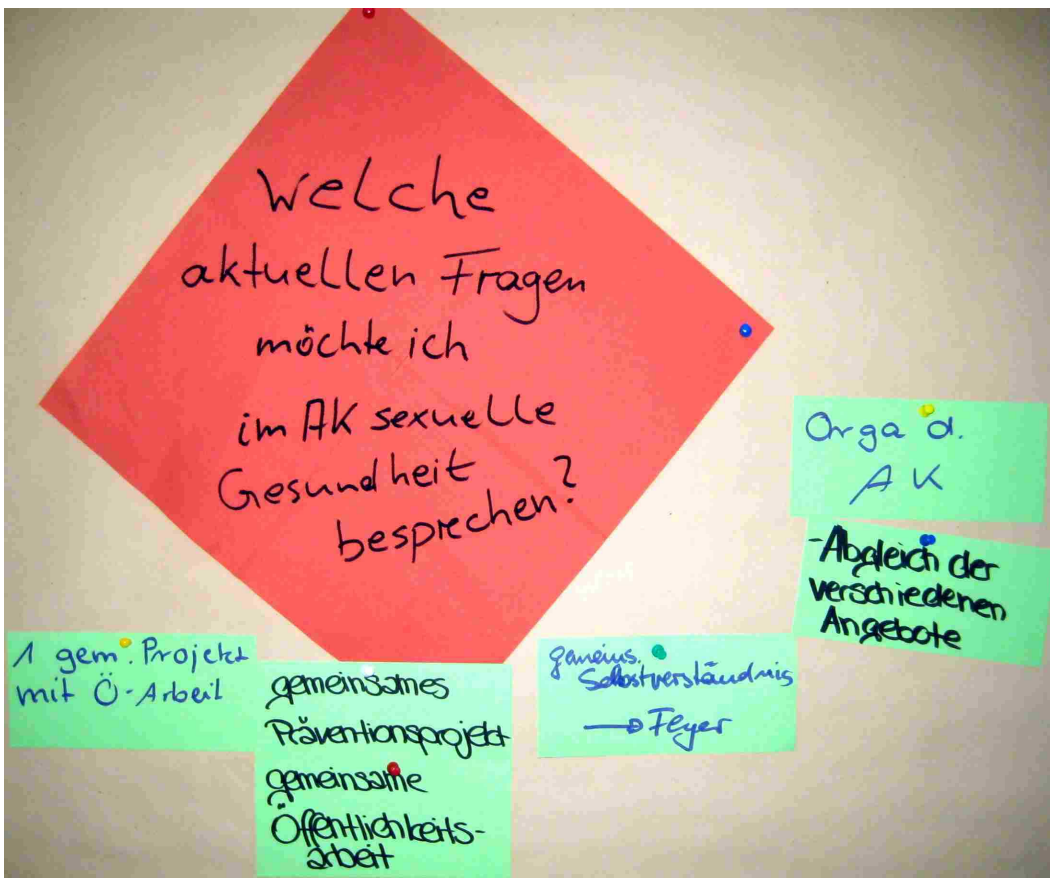 Welche
aktuellen Fragen
möchte ich
im AK sexuelle
Gesundheit
besprechen?
Orga d.
AK
-Abgleich der
verschiedenen
Angebote
1 gem. Projekt
mit Ö-Arbeit
gemeinsames
Präventionsprojekt
gemeinsame
Öffentlichkeits-
arbeit
gemeins.
Selbstverständnis
→ Flyer